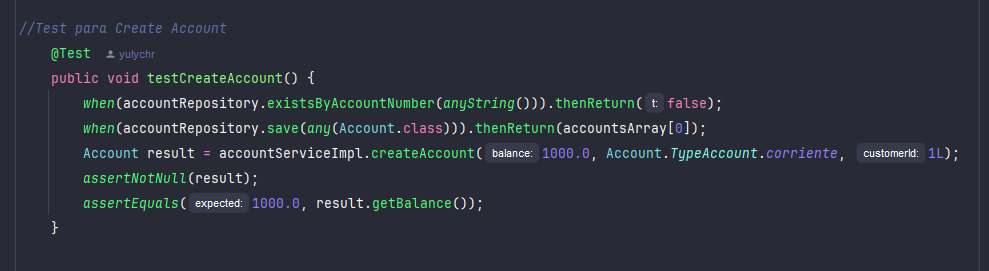 //Test para Create Account
@Test yulychr
public void testCreateAccount() {
when(accountRepository.existsByAccountNumber(anyString())).thenReturn( t: false);
when(accountRepository.save(any(Account.class))).thenReturn(accountsArray[0]);
Account result = accountServiceImpl.createAccount( balance: 1000.0, Account.TypeAccount.corriente, customerId: 1L);
assertNotNull(result);
assertEquals( expected: 1000.0, result.getBalance());
}